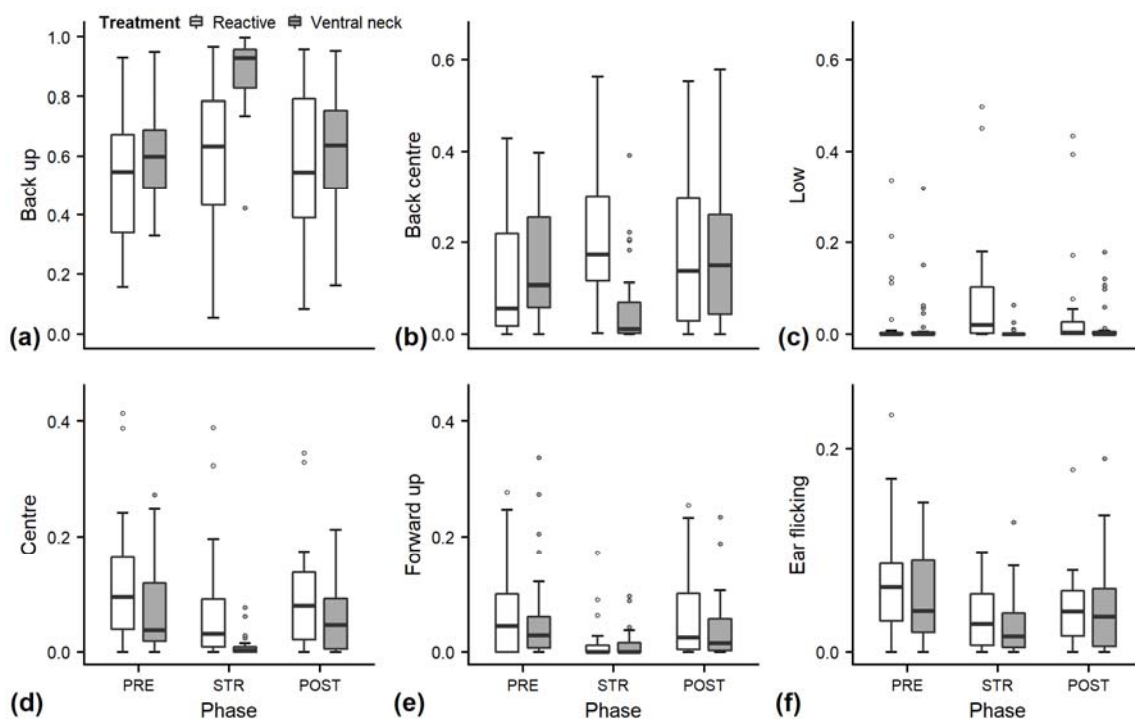 Treatment Reactive Ventral neck
1.0
0.8
0.6
0.4
0.2
0.0
Back up
(a)
0.6
0.4
0.2
0.0
Back centre
(b)
0.6
0.4
0.2
0.0
Low
(c)
0.4
0.2
0.0
Centre
(d)
PRE STR POST
Phase
0.4
0.2
0.0
Forward up
(e)
PRE STR POST
Phase
0.2
0.0
Ear flicking
(f)
PRE STR POST
Phase